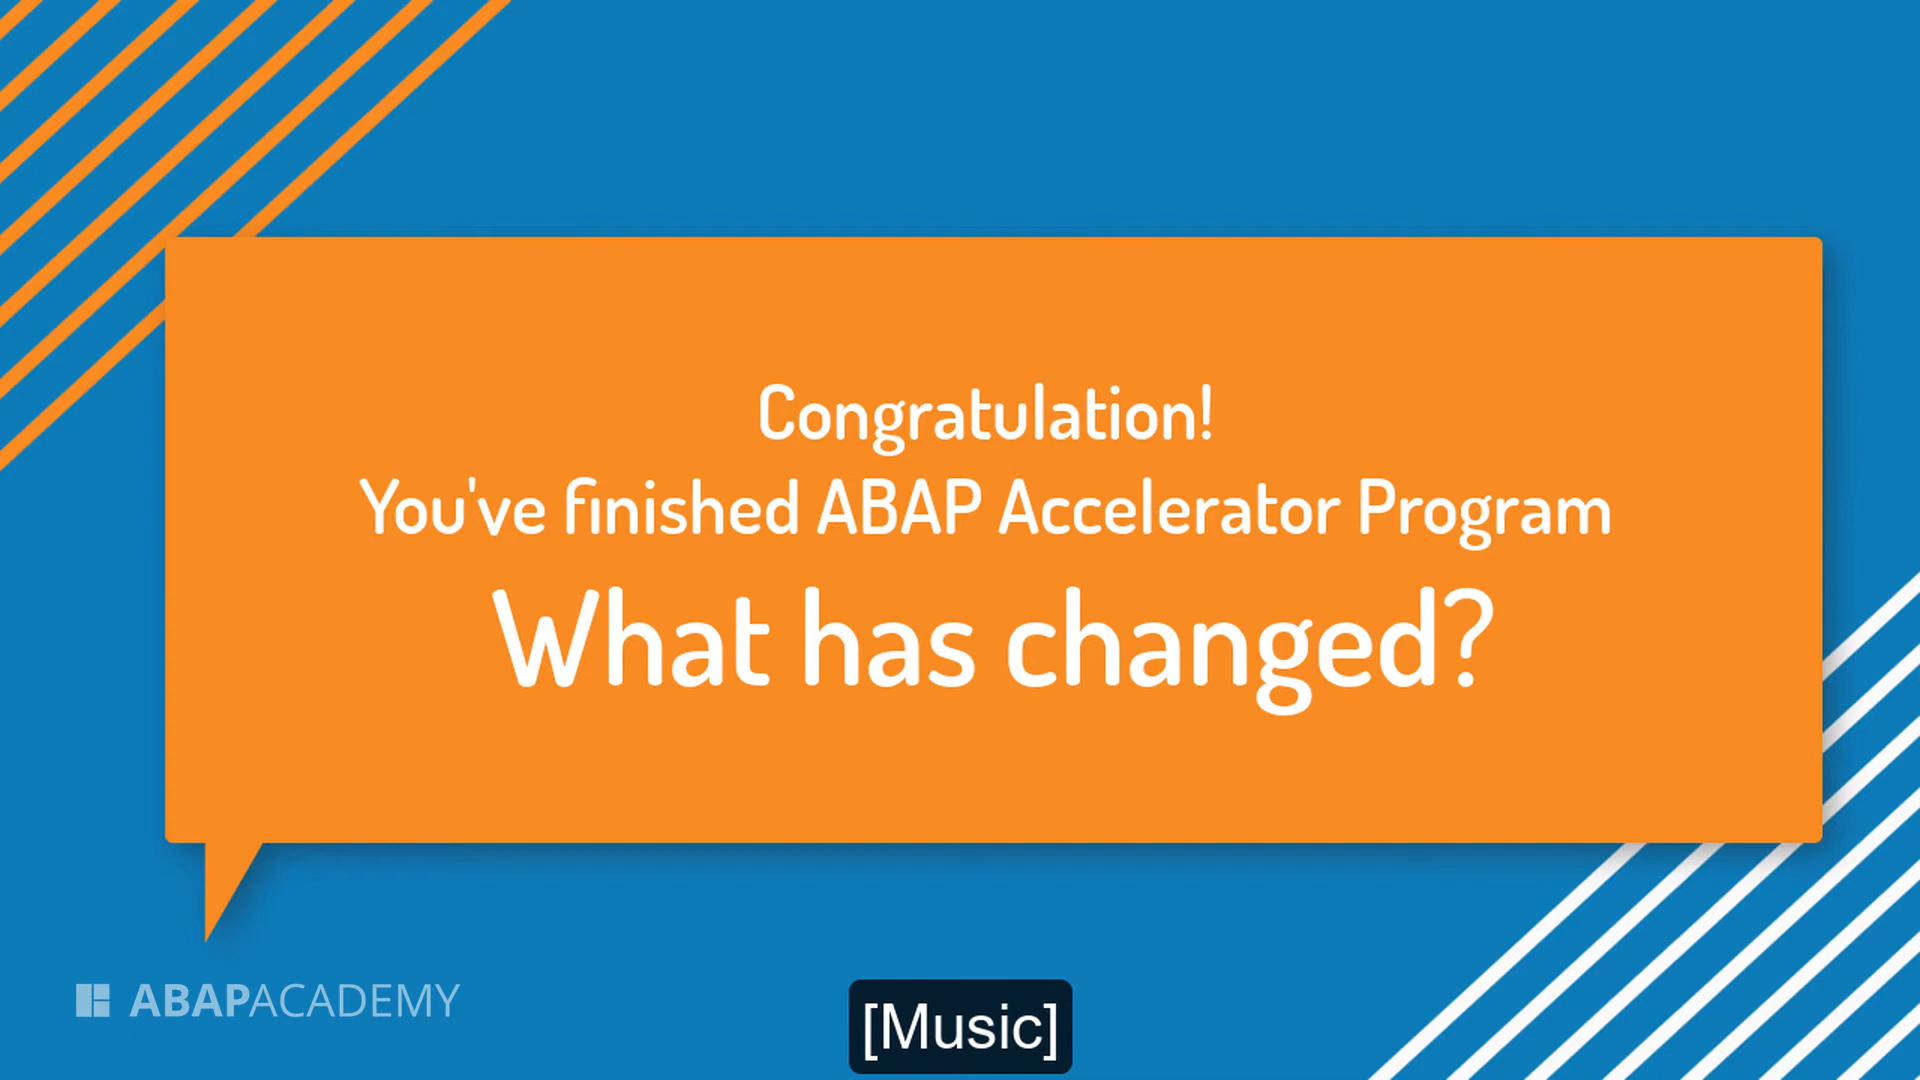 Congratulation!
You've finished ABAP Accelerator Program
What has changed?
ABAPACADEMY
[Music]